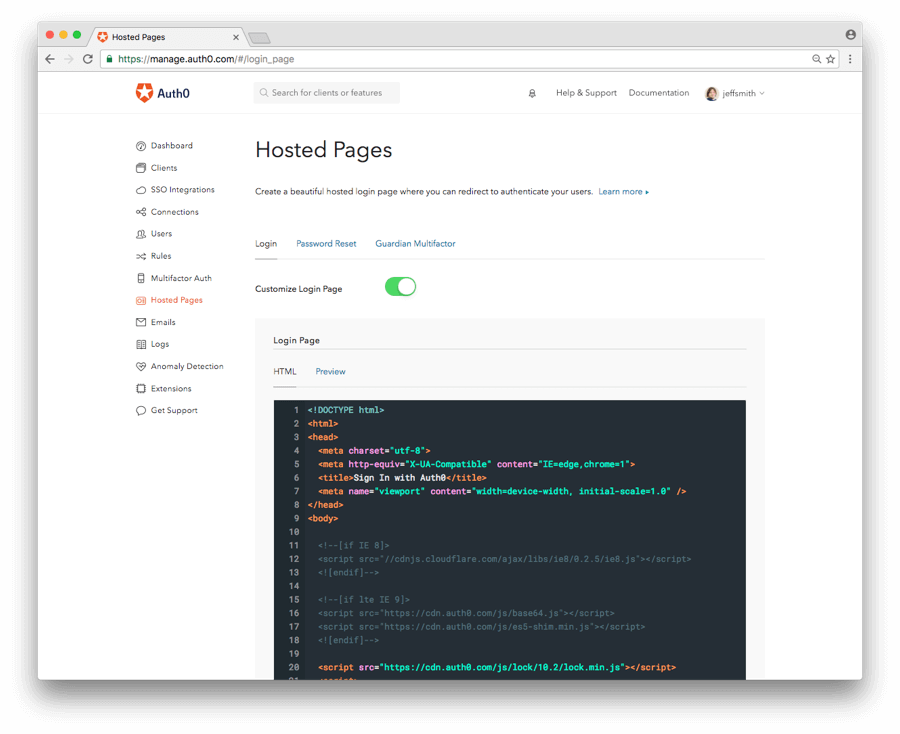 Hosted Pages
https://manage.auth0.com/#/login_page
Auth0
Search for clients or features
Help & Support
Documentation
jeffsmith
Dashboard
Clients
SSO Integrations
Connections
Users
Rules
Multifactor Auth
Hosted Pages
Emails
Logs
Anomaly Detection
Extensions
Get Support
Hosted Pages
Create a beautiful hosted login page where you can redirect to authenticate your users. Learn more ▸
Login Password Reset Guardian Multifactor
Customize Login Page
Login Page
HTML Preview
1 <!DOCTYPE html>
2 <html>
3 <head>
4 <meta charset="utf-8">
5 <meta http-equiv="X-UA-Compatible" content="IE=edge,chrome=1">
6 <title>Sign In with Auth0</title>
7 <meta name="viewport" content="width=device-width, initial-scale=1.0" />
8 </head>
9 <body>
10
11 <!--[if IE 8]>
12 <script src="//cdnjs.cloudflare.com/ajax/libs/ie8/0.2.5/ie8.js"></script>
13 <![endif]-->
14
15 <!--[if lte IE 9]>
16 <script src="https://cdn.auth0.com/js/base64.js"></script>
17 <script src="https://cdn.auth0.com/js/es5-shim.min.js"></script>
18 <![endif]-->
19
20 <script src="https://cdn.auth0.com/js/lock/10.2/lock.min.js"></script>